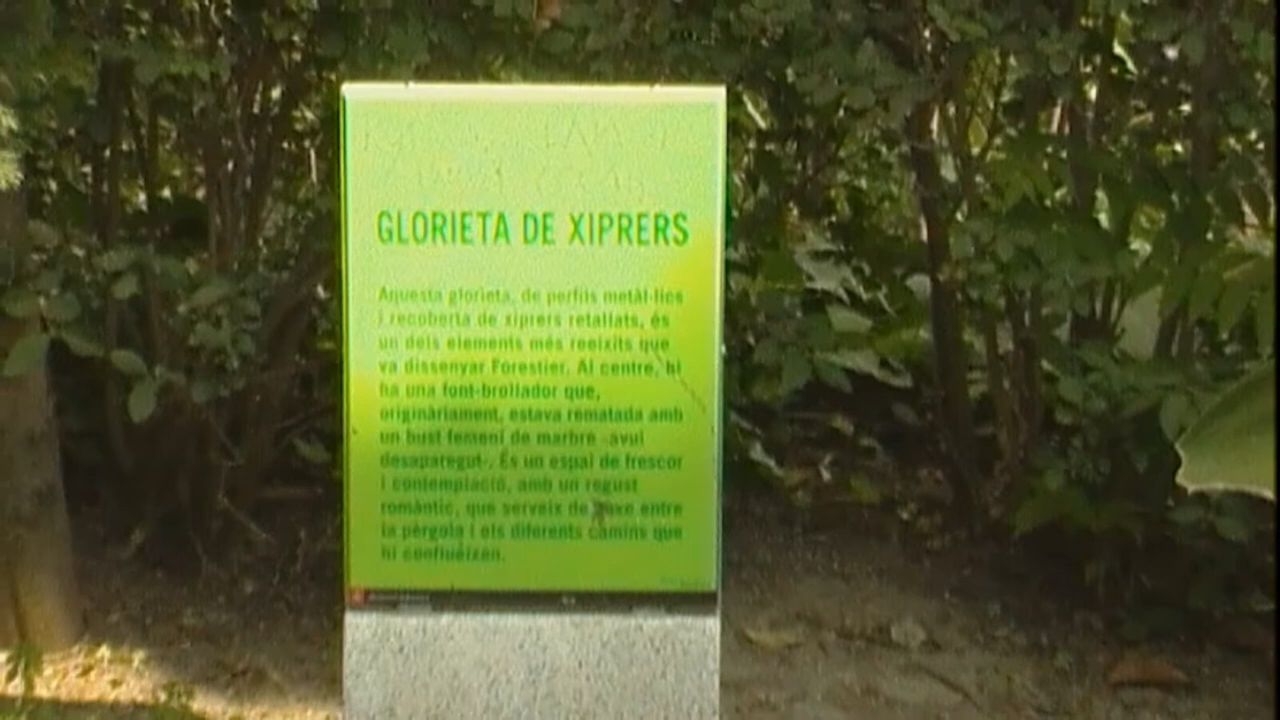 GLORIETA DE XIPRERS
Aquesta glorieta, de perfils metàl·lics
i recoberta de xiprers retallats, és
un dels elements més reeixits que
va dissenyar Forestier. Al centre, hi
ha una font-brollador que,
originàriament, estava rematada amb
un bust femení de marbre -avui
desaparegut-. És un espai de frescor
i contemplació, amb un regust
romàntic, que serveix de nexe entre
la pèrgola i els diferents camins que
hi conflueixen.